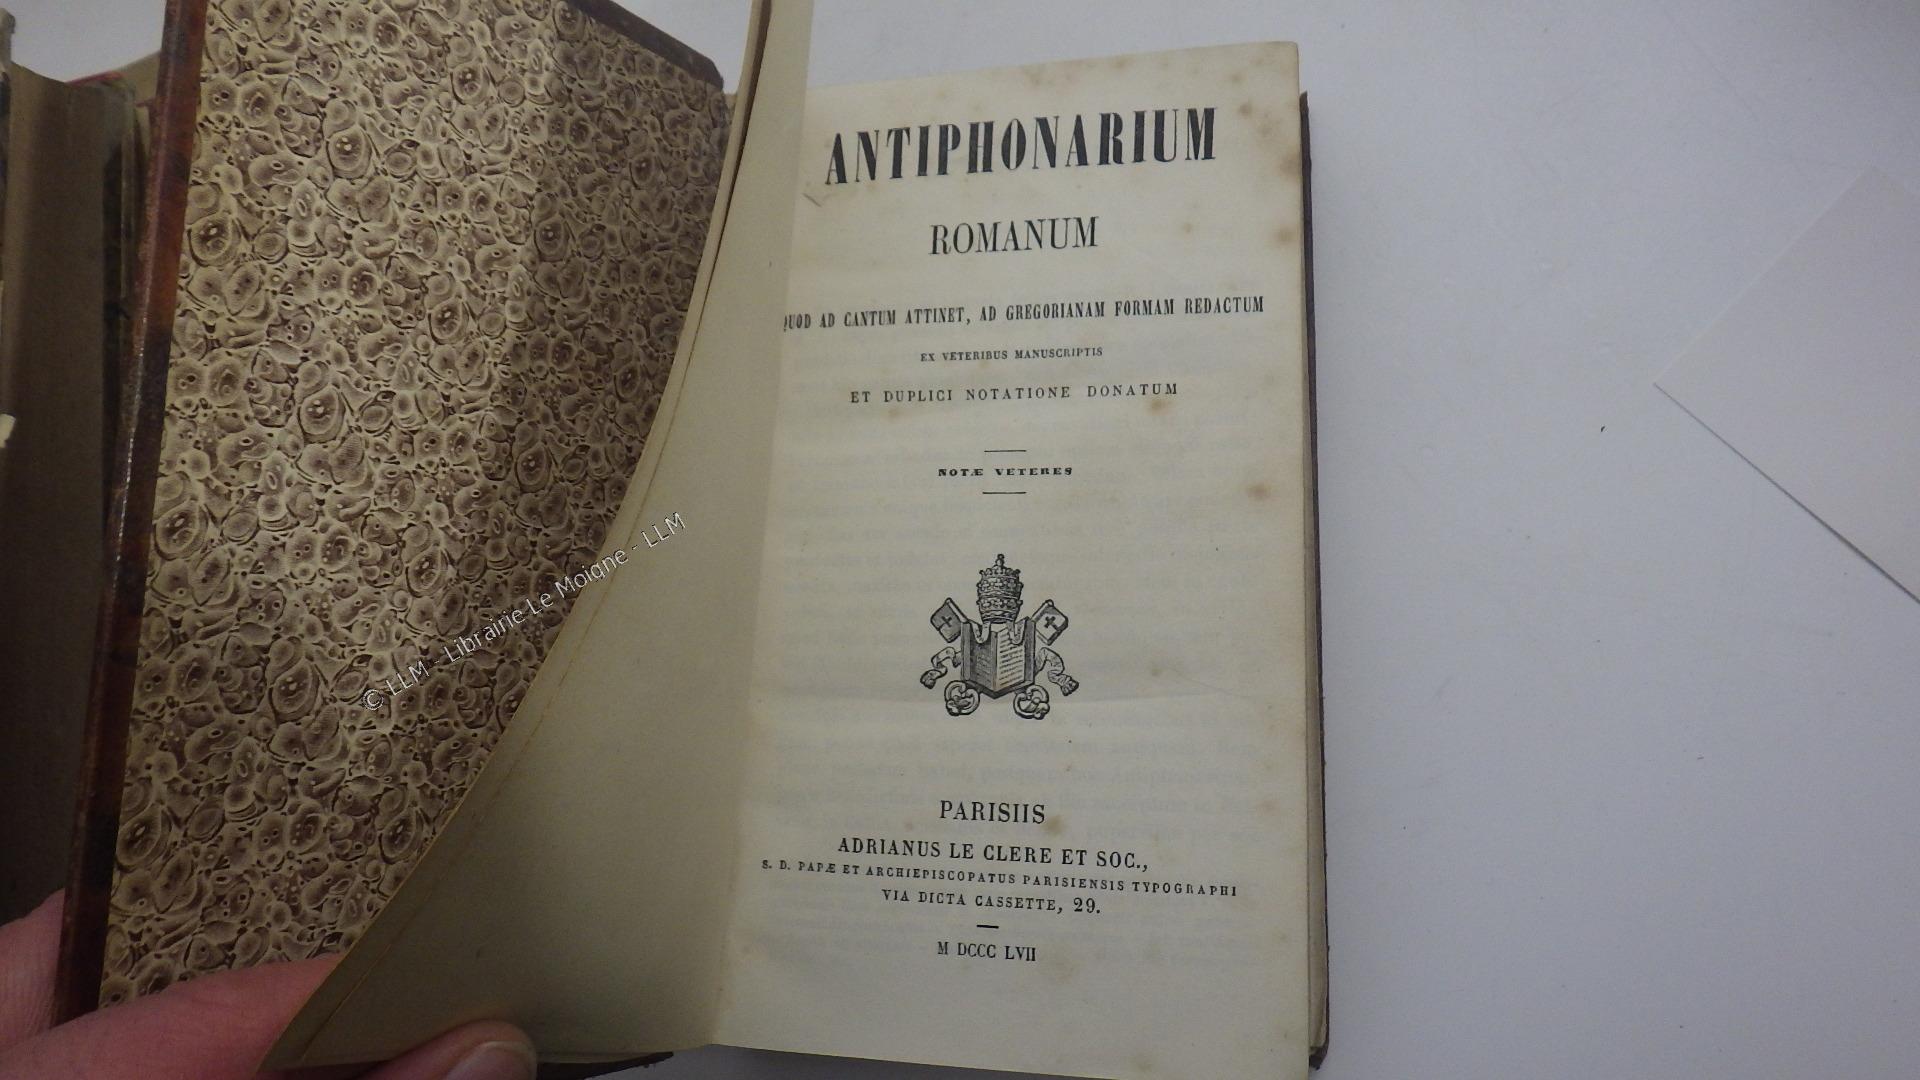 ANTIPHONARIUM
ROMANUM
QUOD AD CANTUM ATTINET, AD GREGORIANAM FORMAM REDACTUM
EX VETERIBUS MANUSCRIPTIS
ET DUPLICI NOTATIONE DONATUM
NOTÆ VETERES
PARISIIS
ADRIANUS LE CLERE ET SOC.,
S. D. PAPÆ ET ARCHIEPISCOPATUS PARISIENSIS TYPOGRAPHI
VIA DICTA CASSETTE, 29.
M DCCC LVII
© LLM - Librairie Le Moigne - LLM